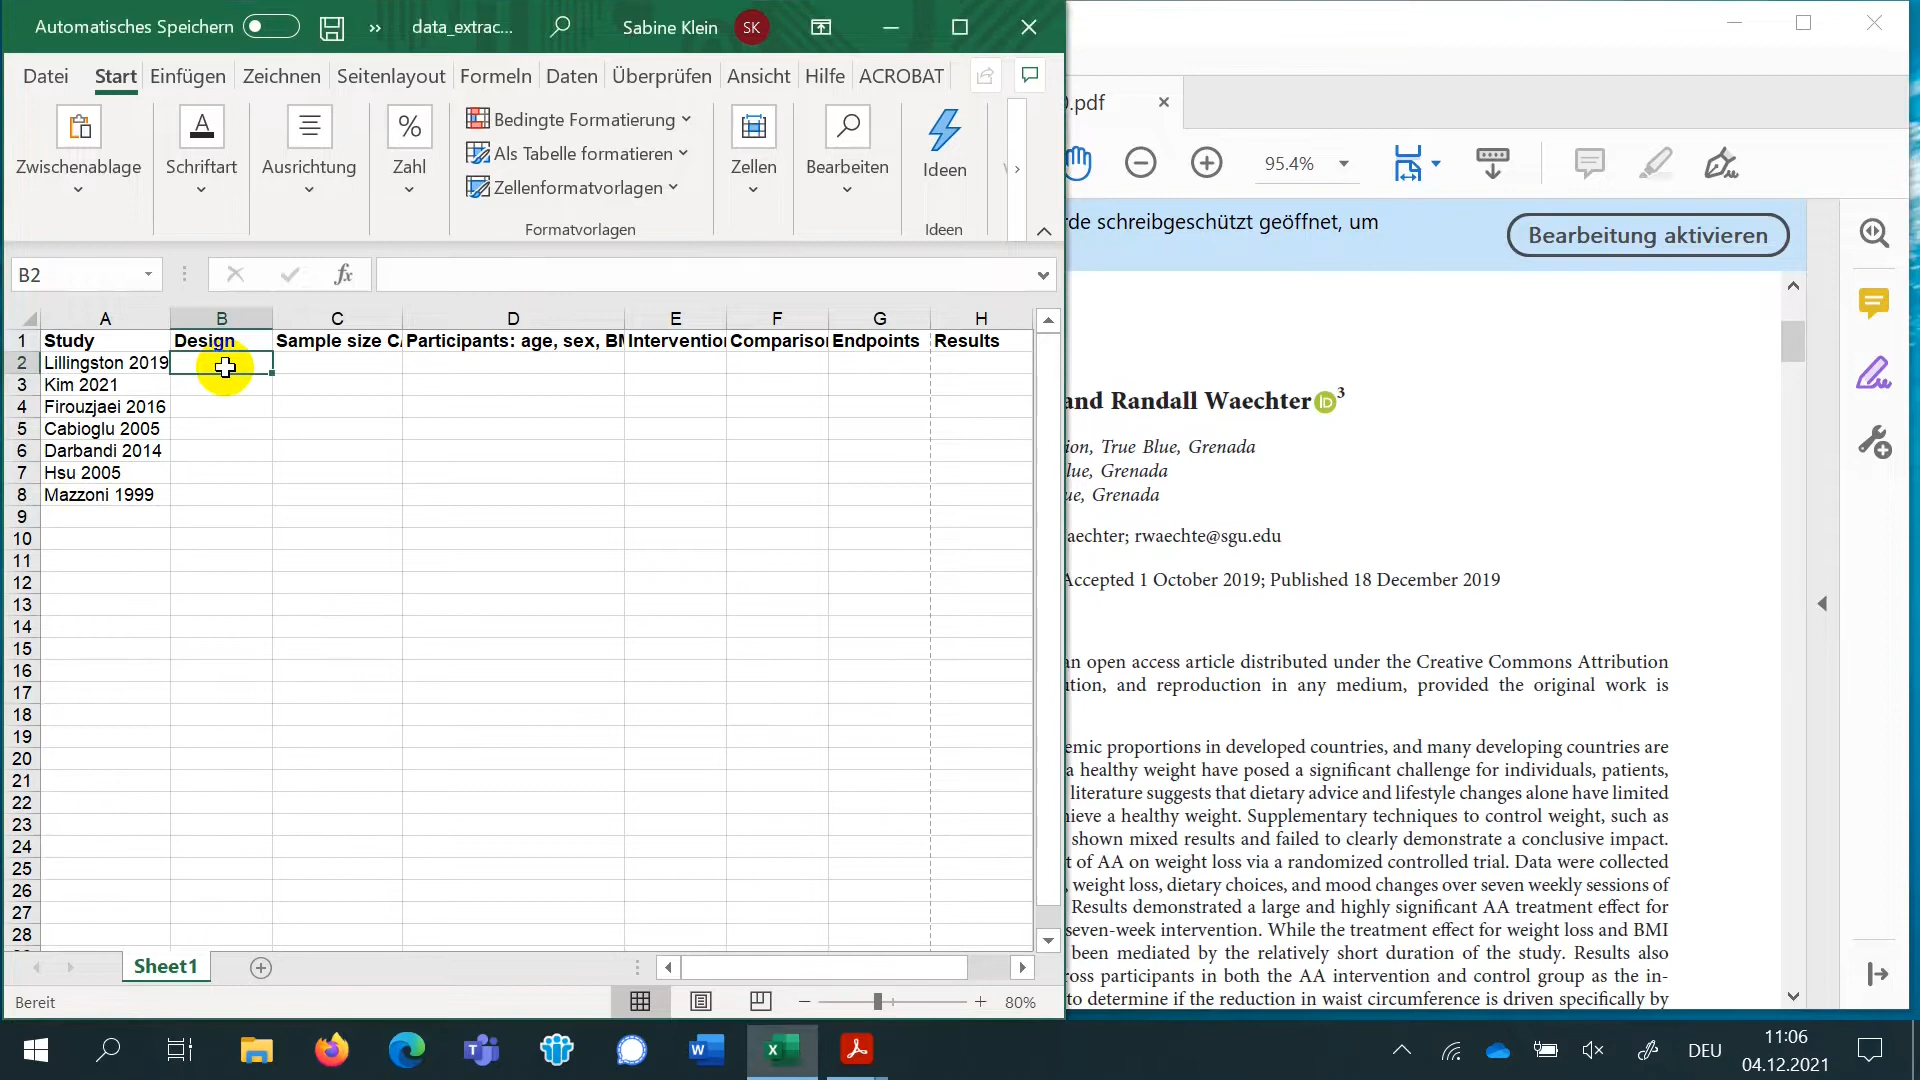 Automatisches Speichern
data_extrac...
Sabine Klein
SK
Datei Start Einfügen Zeichnen Seitenlayout Formeln Daten Überprüfen Ansicht Hilfe ACROBAT
Zwischenablage
Schriftart
Ausrichtung
Zahl
Bedingte Formatierung
Als Tabelle formatieren
Zellenformatvorlagen
Formatvorlagen
Zellen
Bearbeiten
Ideen
Ideen
B2
fx
A B C D E F G H
1 Study Design Sample size Participants: age, sex, Endpoints Results
2 Lillingston 2019
3 Kim 2021
4 Firouzjaei 2016
5 Cabioglu 2005
6 Darbandi 2014
7 Hsu 2005
8 Mazzoni 1999
9
10
11
12
13
14
15
16
17
18
19
20
21
22
23
24
25
26
27
28
Sheet1
Bereit
80%
.pdf
95.4%
rde schreibgeschützt geöffnet, um
Bearbeitung aktivieren
and Randall Waechter iD 3
ion, True Blue, Grenada
lue, Grenada
ue, Grenada
aechter; rwaechte@sgu.edu
Accepted 1 October 2019; Published 18 December 2019
an open access article distributed under the Creative Commons Attribution
ution, and reproduction in any medium, provided the original work is
emic proportions in developed countries, and many developing countries are
a healthy weight have posed a significant challenge for individuals, patients,
literature suggests that dietary advice and lifestyle changes alone have limited
hieve a healthy weight. Supplementary techniques to control weight, such as
shown mixed results and failed to clearly demonstrate a conclusive impact.
t of AA on weight loss via a randomized controlled trial. Data were collected
, weight loss, dietary choices, and mood changes over seven weekly sessions of
Results demonstrated a large and highly significant AA treatment effect for
seven-week intervention. While the treatment effect for weight loss and BMI
been mediated by the relatively short duration of the study. Results also
ross participants in both the AA intervention and control group as the in-
to determine if the reduction in waist circumference is driven specifically by
DEU
11:06
04.12.2021